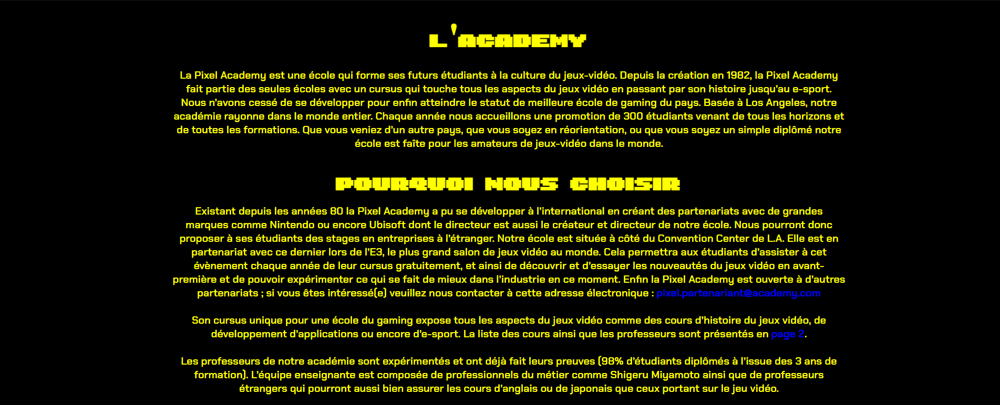 L'ACADEMY
La Pixel Academy est une école qui forme ses futurs étudiants à la culture du jeux-vidéo. Depuis la création en 1982, la Pixel Academy
fait partie des seules écoles avec un cursus qui touche tous les aspects du jeux vidéo en passant par son histoire jusqu'au e-sport.
Nous n'avons cessé de se développer pour enfin atteindre le statut de meilleure école de gaming du pays. Basée à Los Angeles, notre
académie rayonne dans le monde entier. Chaque année nous accueillons une promotion de 300 étudiants venant de tous les horizons et
de toutes les formations. Que vous veniez d'un autre pays, que vous soyez en réorientation, ou que vous soyez un simple diplômé notre
école est faîte pour les amateurs de jeux-vidéo dans le monde.
POURQUOI NOUS CHOISIR
Existant depuis les années 80 la Pixel Academy a pu se développer à l'international en créant des partenariats avec de grandes
marques comme Nintendo ou encore Ubisoft dont le directeur est aussi le créateur et directeur de notre école. Nous pourront donc
proposer à ses étudiants des stages en entreprises à l'étranger. Notre école est située à côté du Convention Center de L.A. Elle est en
partenariat avec ce dernier lors de l'E3, le plus grand salon de jeux vidéo au monde. Cela permettra aux étudiants d'assister à cet
évènement chaque année de leur cursus gratuitement, et ainsi de découvrir et d'essayer les nouveautés du jeux vidéo en avant-
première et de pouvoir expérimenter ce qui se fait de mieux dans l'industrie en ce moment. Enfin la Pixel Academy est ouverte à d'autres
partenariats ; si vous êtes intéressé(e) veuillez nous contacter à cette adresse électronique : pixel.partenariant@academy.com
Son cursus unique pour une école du gaming expose tous les aspects du jeux vidéo comme des cours d'histoire du jeux vidéo, de
développement d'applications ou encore d'e-sport. La liste des cours ainsi que les professeurs sont présentés en page 2.
Les professeurs de notre académie sont expérimentés et ont déjà fait leurs preuves (98% d'étudiants diplômés à l'issue des 3 ans de
formation). L'équipe enseignante est composée de professionnels du métier comme Shigeru Miyamoto ainsi que de professeurs
étrangers qui pourront aussi bien assurer les cours d'anglais ou de japonais que ceux portant sur le jeu vidéo.